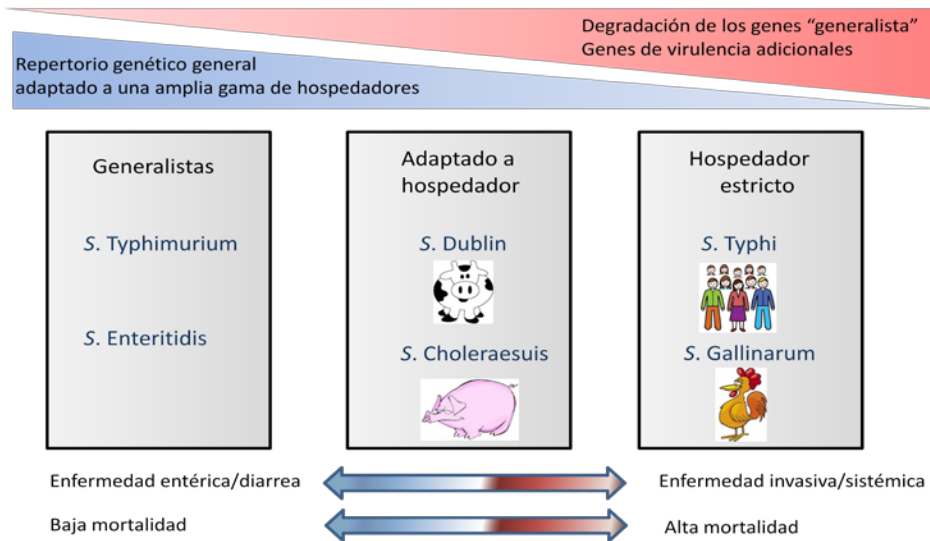 Degradación de los genes “generalista”
Genes de virulencia adicionales
Repertorio genético general
adaptado a una amplia gama de hospedadores
Generalistas
S. Typhimurium
S. Enteritidis
Adaptado a
hospedador
S. Dublin
S. Choleraesuis
Hospedador
estricto
S. Typhi
S. Gallinarum
Enfermedad entérica/diarrea
Enfermedad invasiva/sistémica
Baja mortalidad
Alta mortalidad